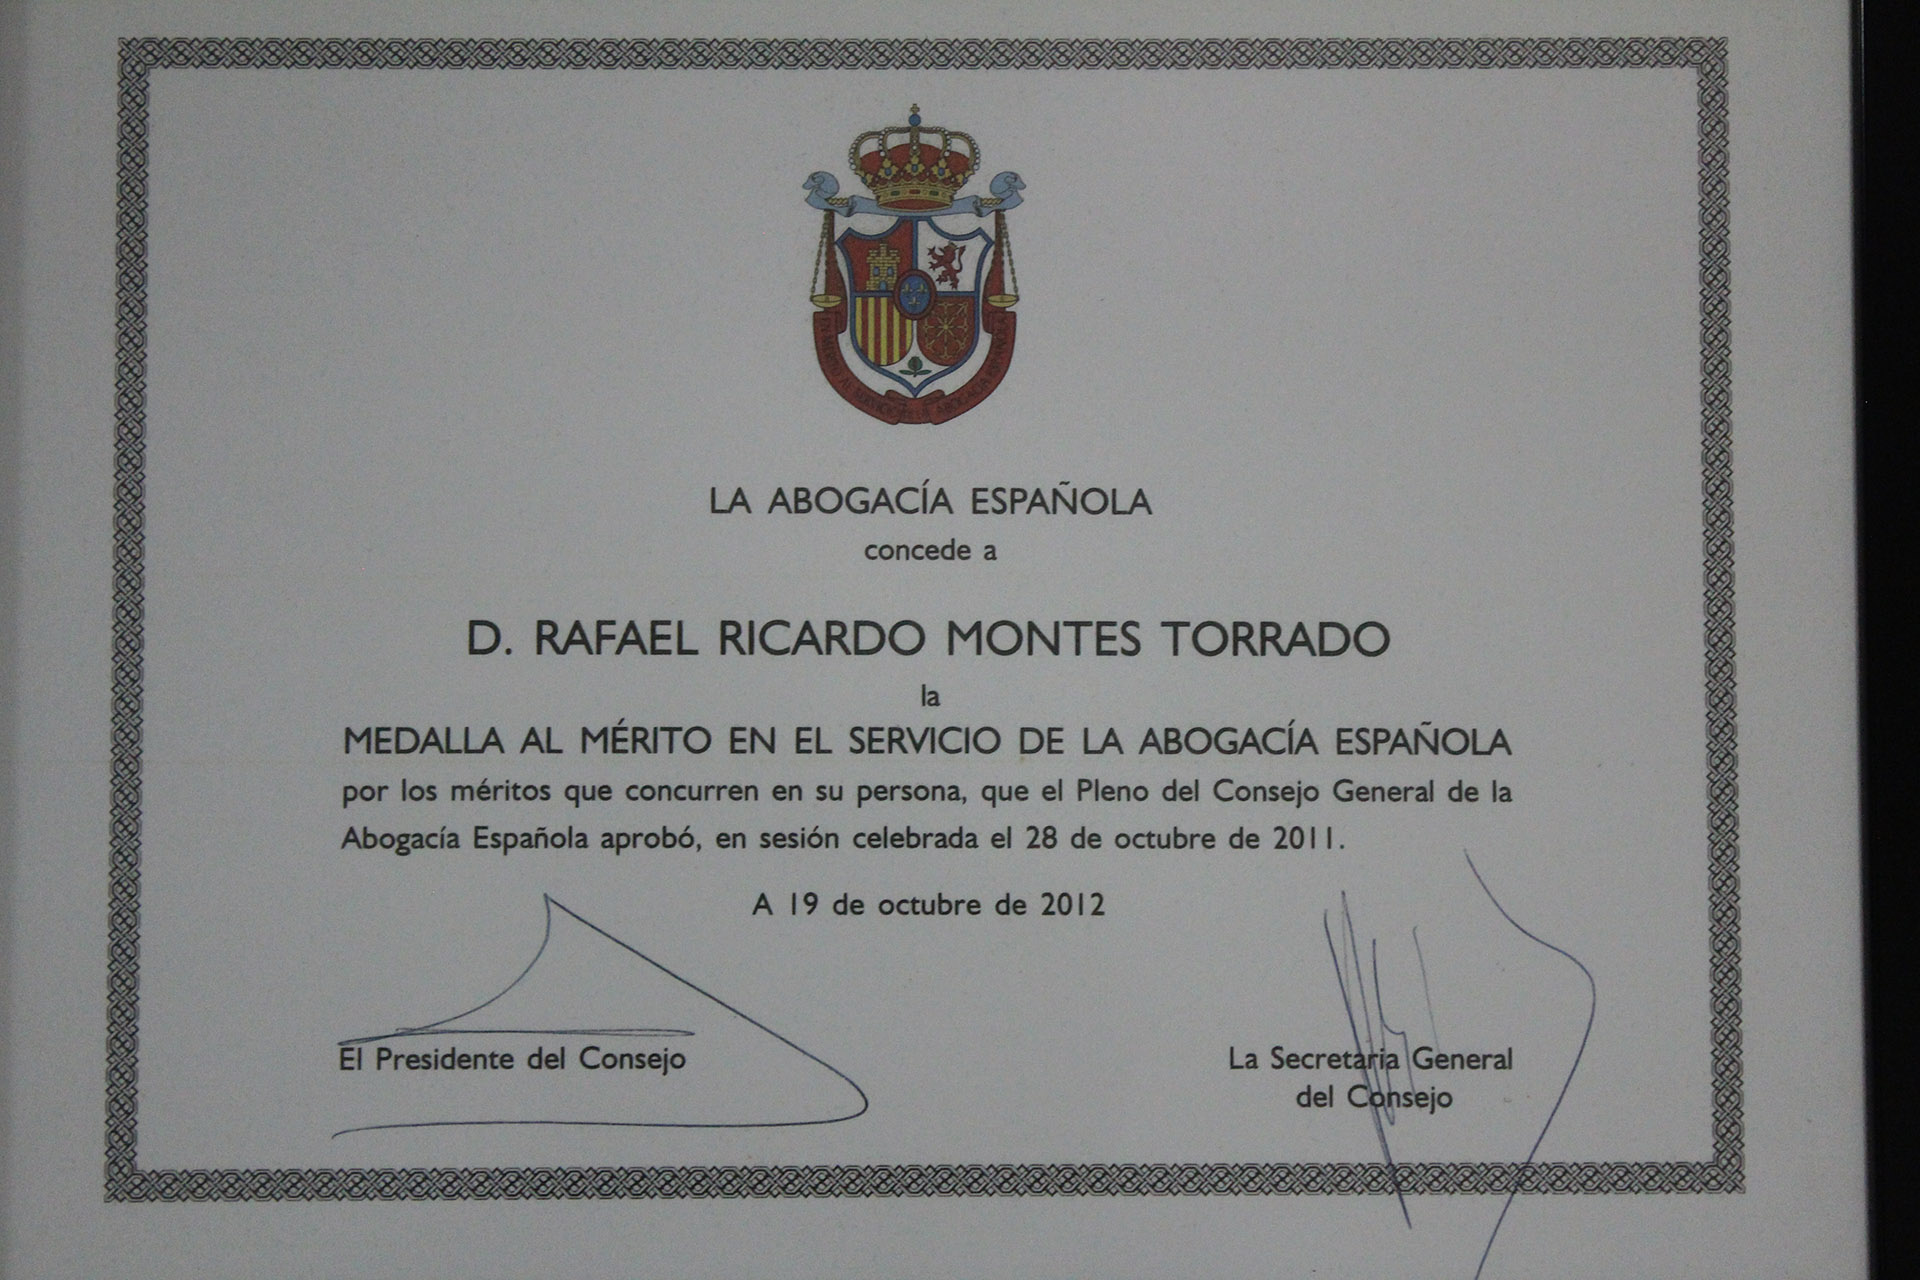 LA ABOGACÍA ESPAÑOLA
concede a
D. RAFAEL RICARDO MONTES TORRADO
la
MEDALLA AL MÉRITO EN EL SERVICIO DE LA ABOGACÍA ESPAÑOLA
por los méritos que concurren en su persona, que el Pleno del Consejo General de la
Abogacía Española aprobó, en sesión celebrada el 28 de octubre de 2011.
A 19 de octubre de 2012
El Presidente del Consejo
La Secretaria General
del Consejo